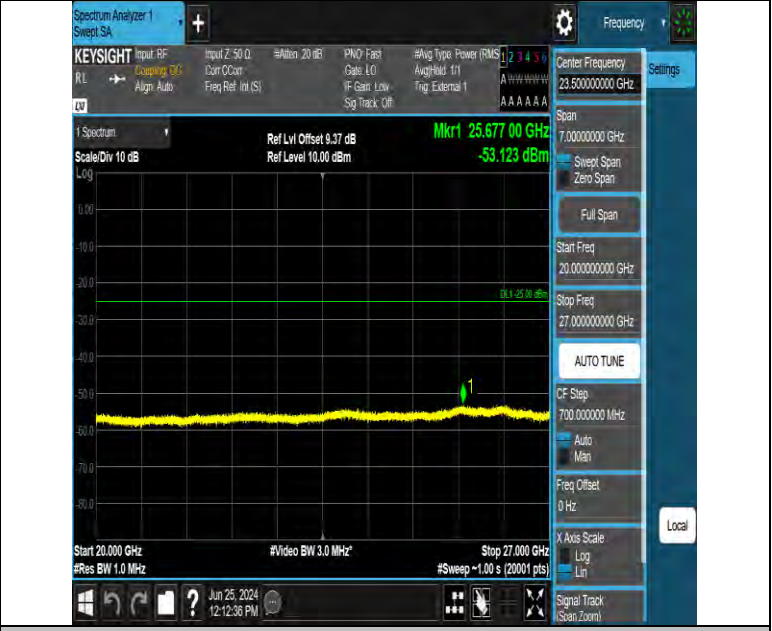 Spectrum Analyzer 1
Swept SA
+
Frequency
KEYSIGHT
Input: RF
Coupling: DC
Align: Auto
Input Z: 50 Ω
Corr CCorr
Freq Ref: Int (S)
#Atten: 20 dB
PNO: Fast
Gate: LO
IF Gain: Low
Sig Track: Off
#Avg Type: Power (RMS
Avg|Hold: 1/1
Trig: External 1
1 2 3 4 5 6
A W W W W W
A A A A A A
RL
LXI
1 Spectrum
Scale/Div 10 dB
Ref Lvl Offset 9.37 dB
Ref Level 10.00 dBm
Mkr1 25.677 00 GHz
-53.123 dBm
Log
0.00
-10.0
-20.0
-30.0
-40.0
-50.0
-60.0
-70.0
-80.0
DL1 -25.00 dBm
1
Start 20.000 GHz
#Res BW 1.0 MHz
#Video BW 3.0 MHz*
Stop 27.000 GHz
#Sweep ~1.00 s (20001 pts)
Jun 25, 2024
12:12:36 PM
?
Center Frequency
23.500000000 GHz
Span
7.00000000 GHz
Swept Span
Zero Span
Full Span
Start Freq
20.000000000 GHz
Stop Freq
27.000000000 GHz
AUTO TUNE
CF Step
700.000000 MHz
Auto
Man
Freq Offset
0 Hz
X Axis Scale
Log
Lin
Signal Track
(Span Zoom)
Settings
Local